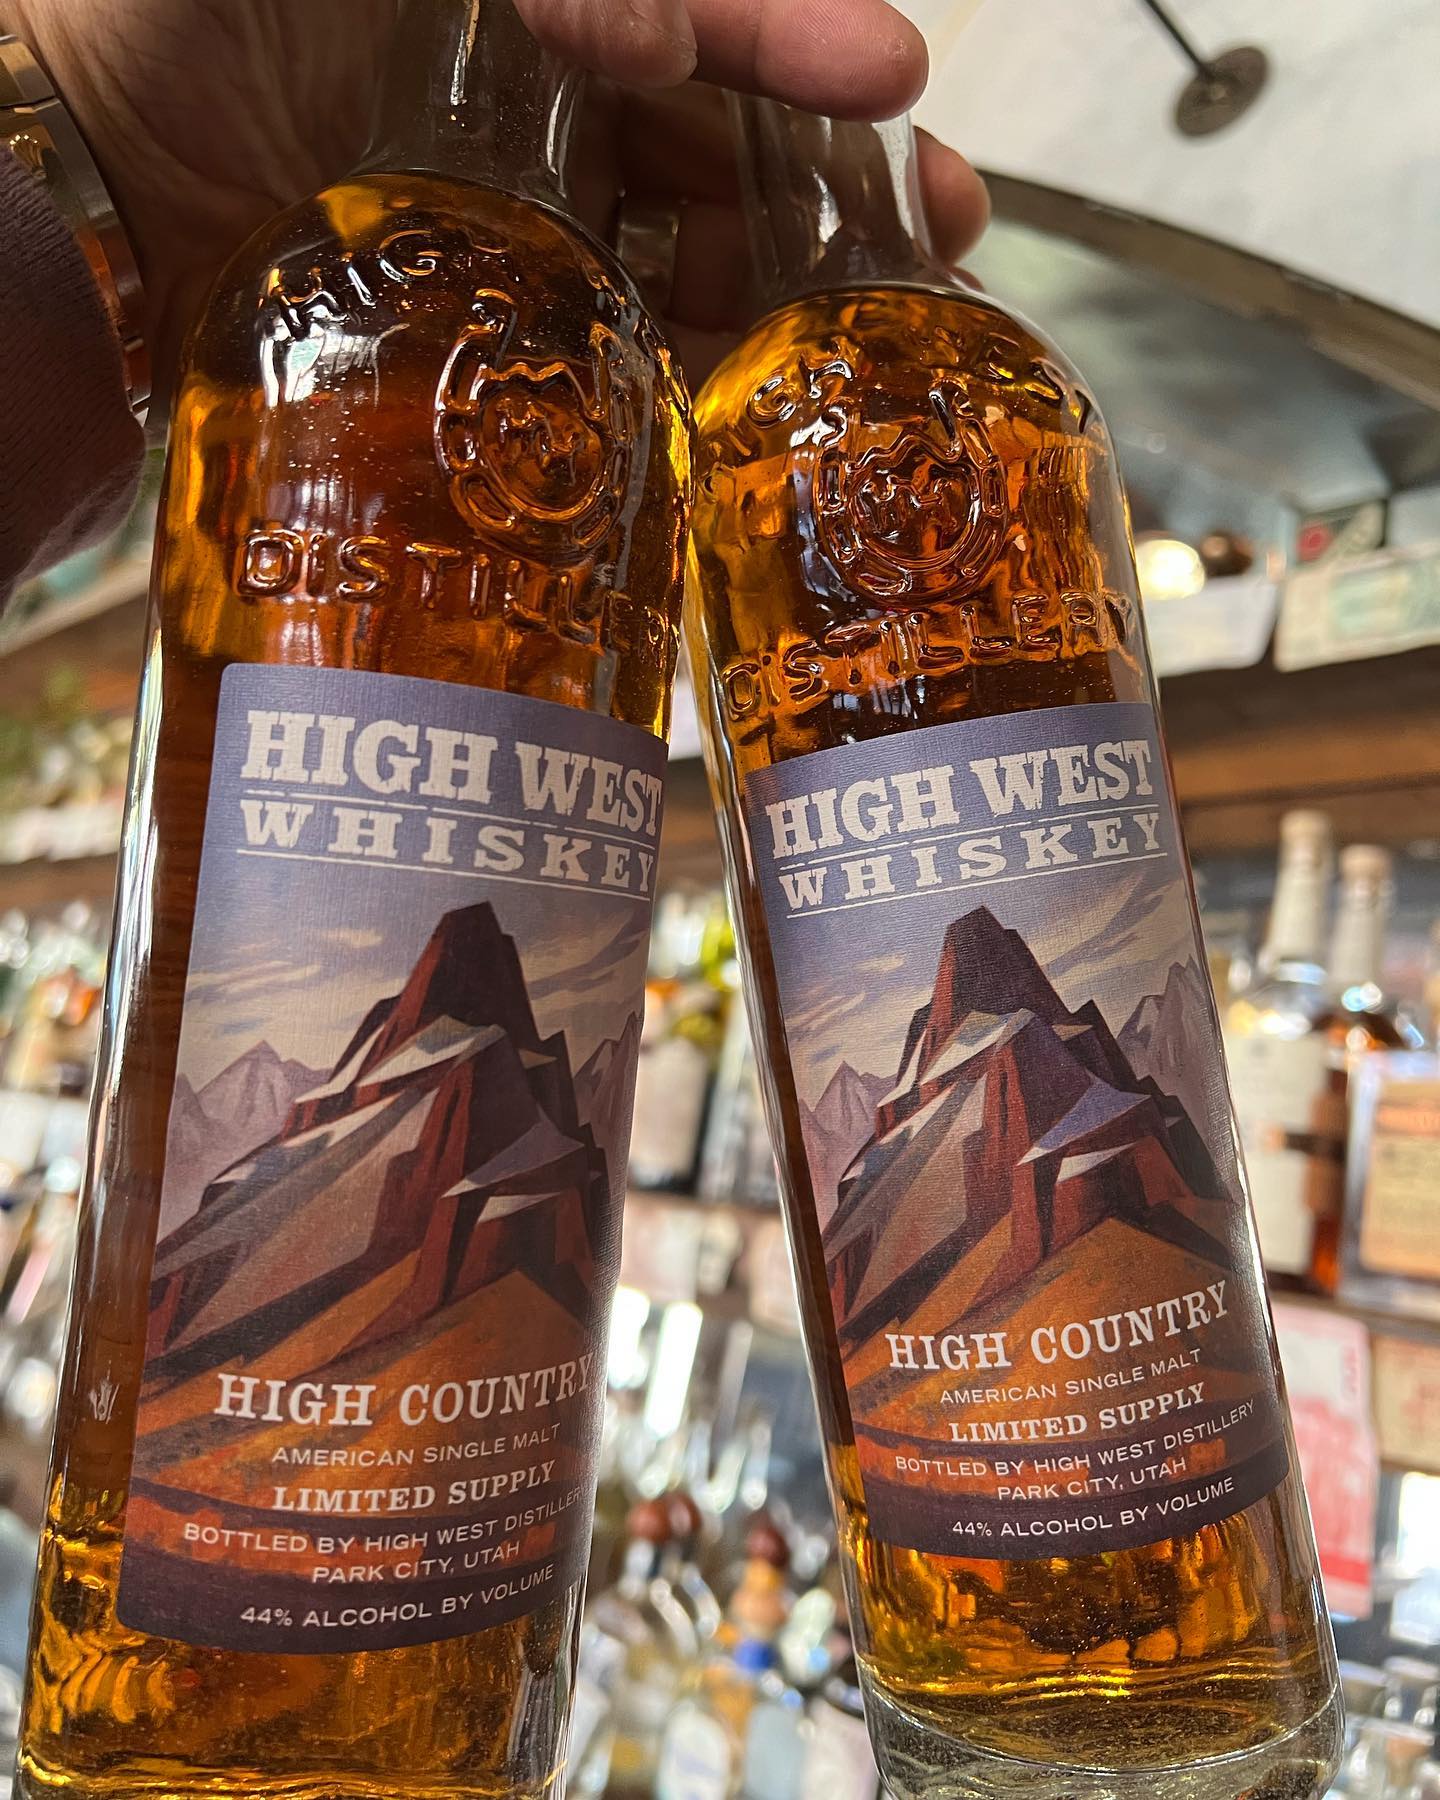 HIGH WEST
DISTILLERY
HIGH WEST
WHISKEY
HIGH COUNTRY
AMERICAN SINGLE MALT
LIMITED SUPPLY
BOTTLED BY HIGH WEST DISTILLERY
PARK CITY, UTAH
44% ALCOHOL BY VOLUME
HIGH WEST
DISTILLERY
HIGH WEST
WHISKEY
HIGH COUNTRY
AMERICAN SINGLE MALT
LIMITED SUPPLY
BOTTLED BY HIGH WEST DISTILLERY
PARK CITY, UTAH
44% ALCOHOL BY VOLUME